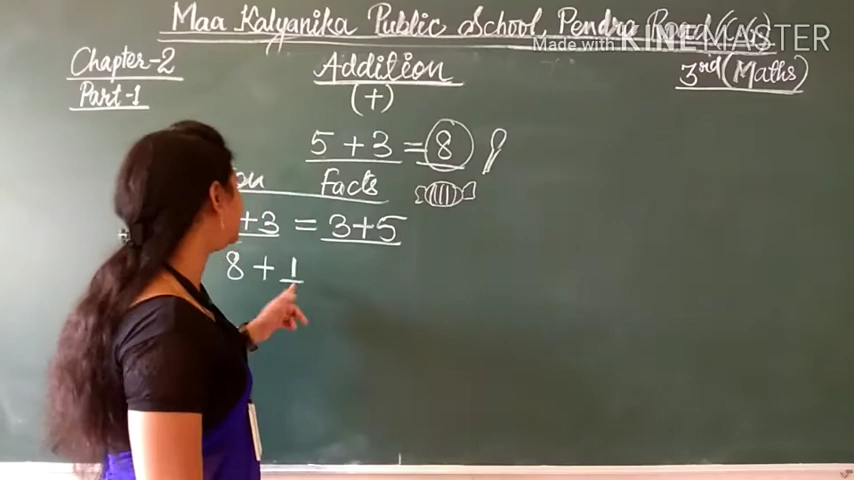 Maa Kalyanika Public School Pendra Road (C.G)
Made with KINEMASTER
Chapter-2
Addition
3rd (Maths)
Part-1
(+)
5 + 3 = 8
on Facts
+3 = 3+5
8 + 1